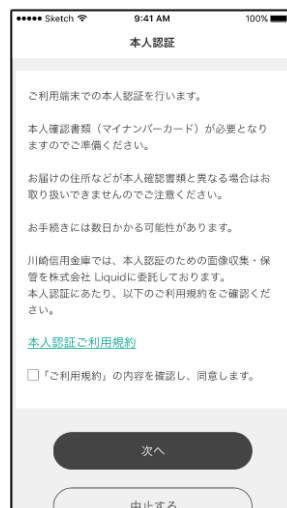 ●●●●● Sketch 9:41 AM 100%
本人認証
ご利用端末での本人認証を行います。
本人確認書類（マイナンバーカード）が必要となり
ますのでご準備ください。
お届けの住所などが本人確認書類と異なる場合はお
取り扱いできませんのでご注意ください。
お手続きには数日かかる可能性があります。
川崎信用金庫では、本人認証のための画像収集・保
管を株式会社 Liquidに委託しております。
本人認証にあたり、以下のご利用規約をご確認くだ
さい。
本人認証ご利用規約
「ご利用規約」の内容を確認し、同意します。
次へ
中止する